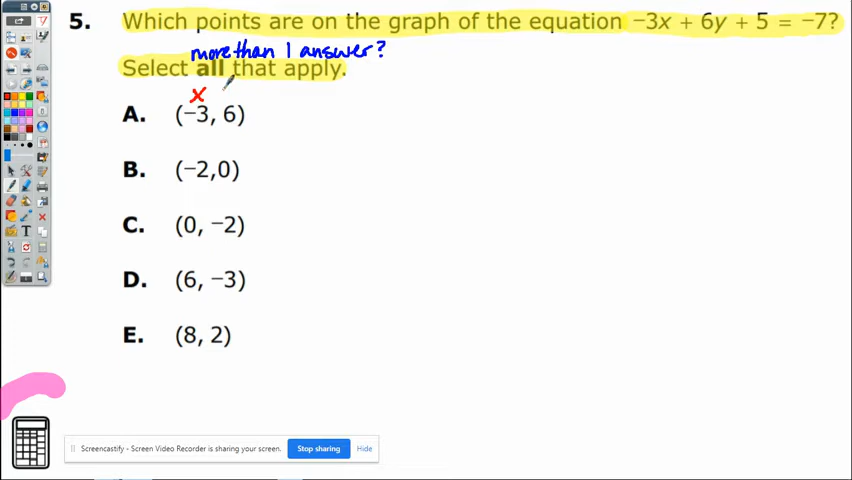 5. Which points are on the graph of the equation −3x + 6y + 5 = −7?
more than 1 answer?
Select all that apply.
x
A. (−3, 6)
B. (−2,0)
C. (0, −2)
D. (6, −3)
E. (8, 2)
Screencastify - Screen Video Recorder is sharing your screen. Stop sharing Hide